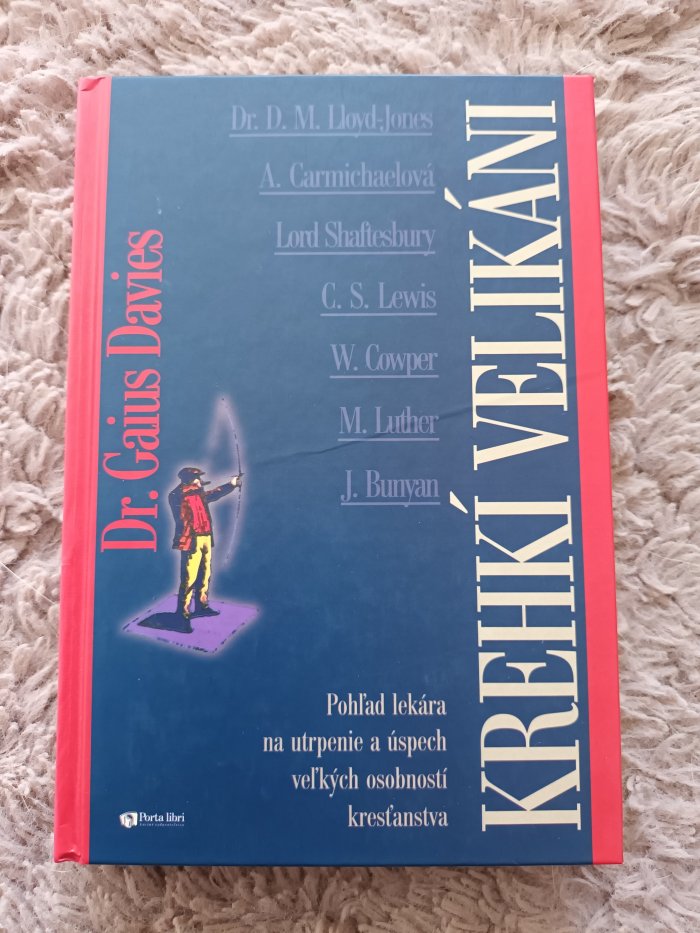 Dr. D. M. Lloyd-Jones
A. Carmichaelová
Lord Shaftesbury
C. S. Lewis
W. Cowper
M. Luther
J. Bunyan
Dr. Gaius Davies
KREHKÍ VELIKÁNI
Pohľad lekára
na utrpenie a úspech
veľkých osobností
kresťanstva
Porta libri